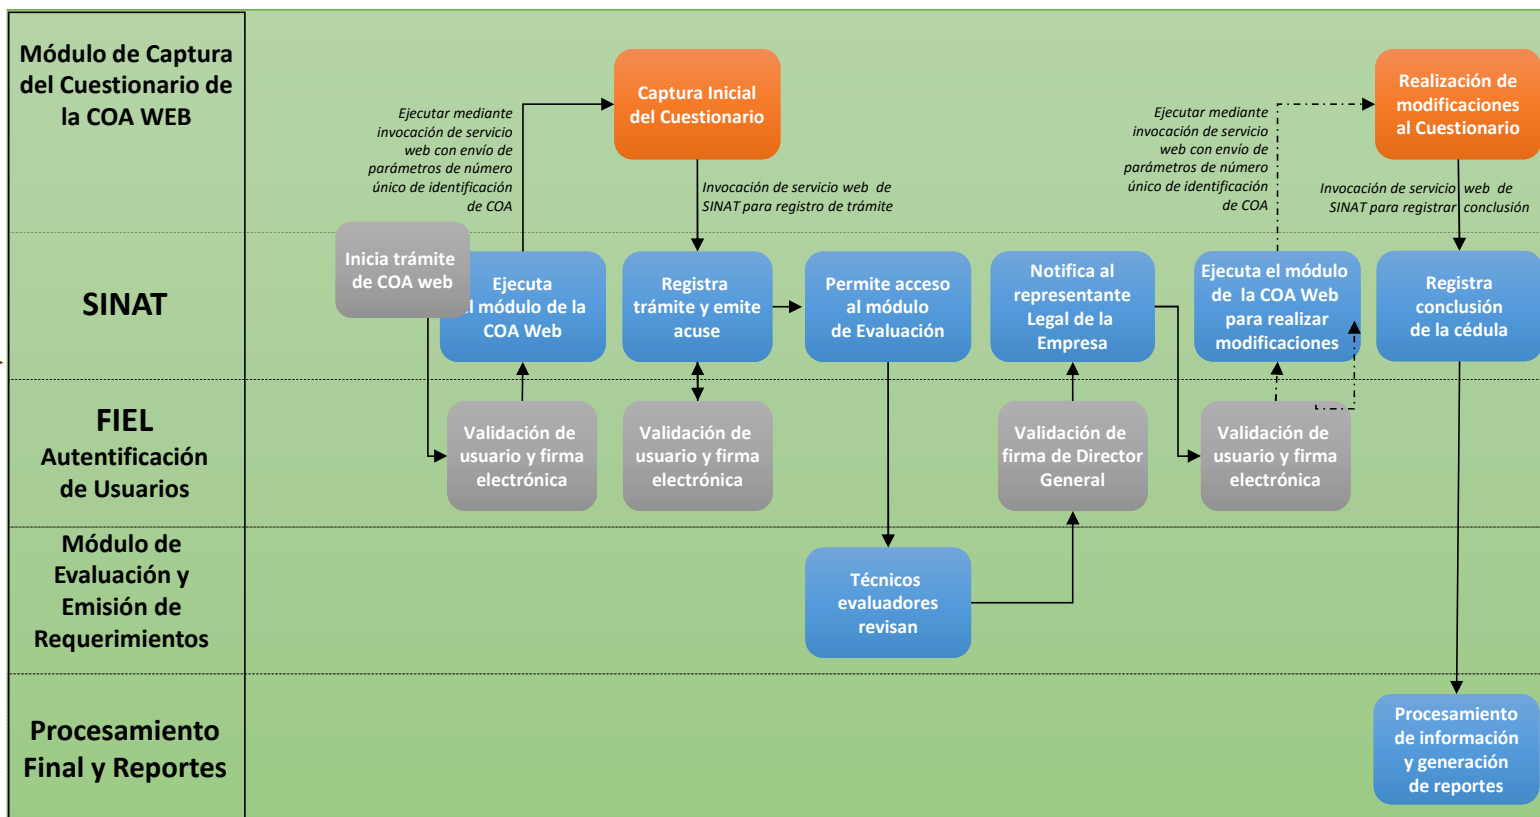 Módulo de Captura
del Cuestionario de
la COA WEB
Ejecutar mediante
invocación de servicio
web con envío de
parámetros de número
único de identificación
de COA
Captura Inicial
del Cuestionario
Invocación de servicio web de
SINAT para registro de trámite
Ejecutar mediante
invocación de servicio
web con envío de
parámetros de número
único de identificación
de COA
Realización de
modificaciones
al Cuestionario
Invocación de servicio web de
SINAT para registrar conclusión
SINAT
Inicia trámite
de COA web
Ejecuta
l módulo de la
COA Web
Registra
trámite y emite
acuse
Permite acceso
al módulo
de Evaluación
Notifica al
representante
Legal de la
Empresa
Ejecuta el módulo
de la COA Web
para realizar
modificaciones
Registra
conclusión
de la cédula
FIEL
Autentificación
de Usuarios
Validación de
usuario y firma
electrónica
Validación de
usuario y firma
electrónica
Validación de
firma de Director
General
Validación de
usuario y firma
electrónica
Módulo de
Evaluación y
Emisión de
Requerimientos
Técnicos
evaluadores
revisan
Procesamiento
Final y Reportes
Procesamiento
de información
y generación
de reportes